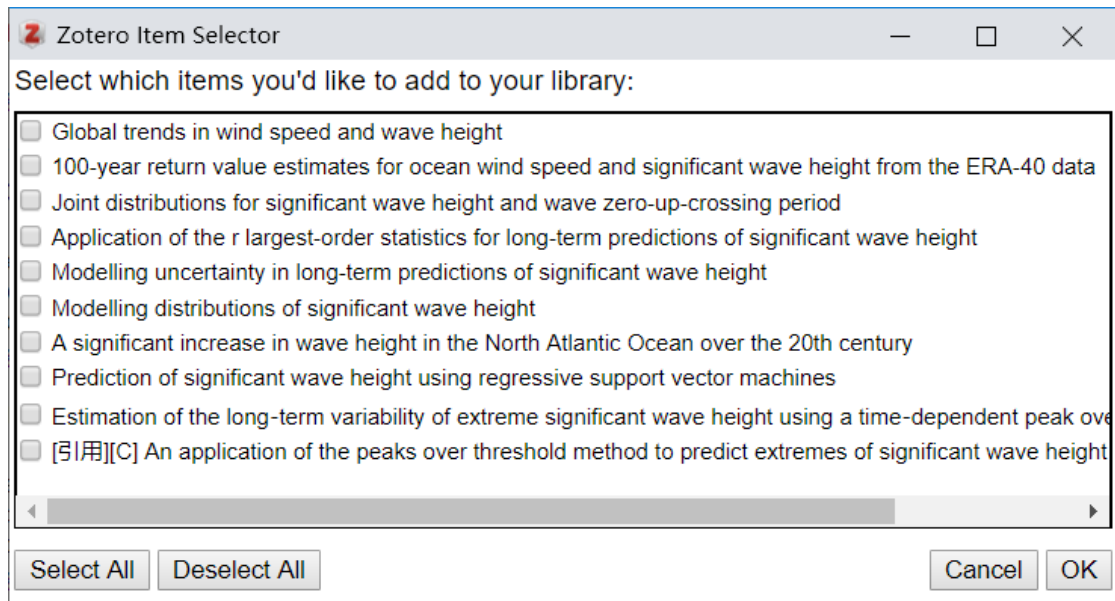 Zotero Item Selector
Select which items you'd like to add to your library:
Global trends in wind speed and wave height
100-year return value estimates for ocean wind speed and significant wave height from the ERA-40 data
Joint distributions for significant wave height and wave zero-up-crossing period
Application of the r largest-order statistics for long-term predictions of significant wave height
Modelling uncertainty in long-term predictions of significant wave height
Modelling distributions of significant wave height
A significant increase in wave height in the North Atlantic Ocean over the 20th century
Prediction of significant wave height using regressive support vector machines
Estimation of the long-term variability of extreme significant wave height using a time-dependent peak ove
[引用][C] An application of the peaks over threshold method to predict extremes of significant wave height
Select All Deselect All Cancel OK